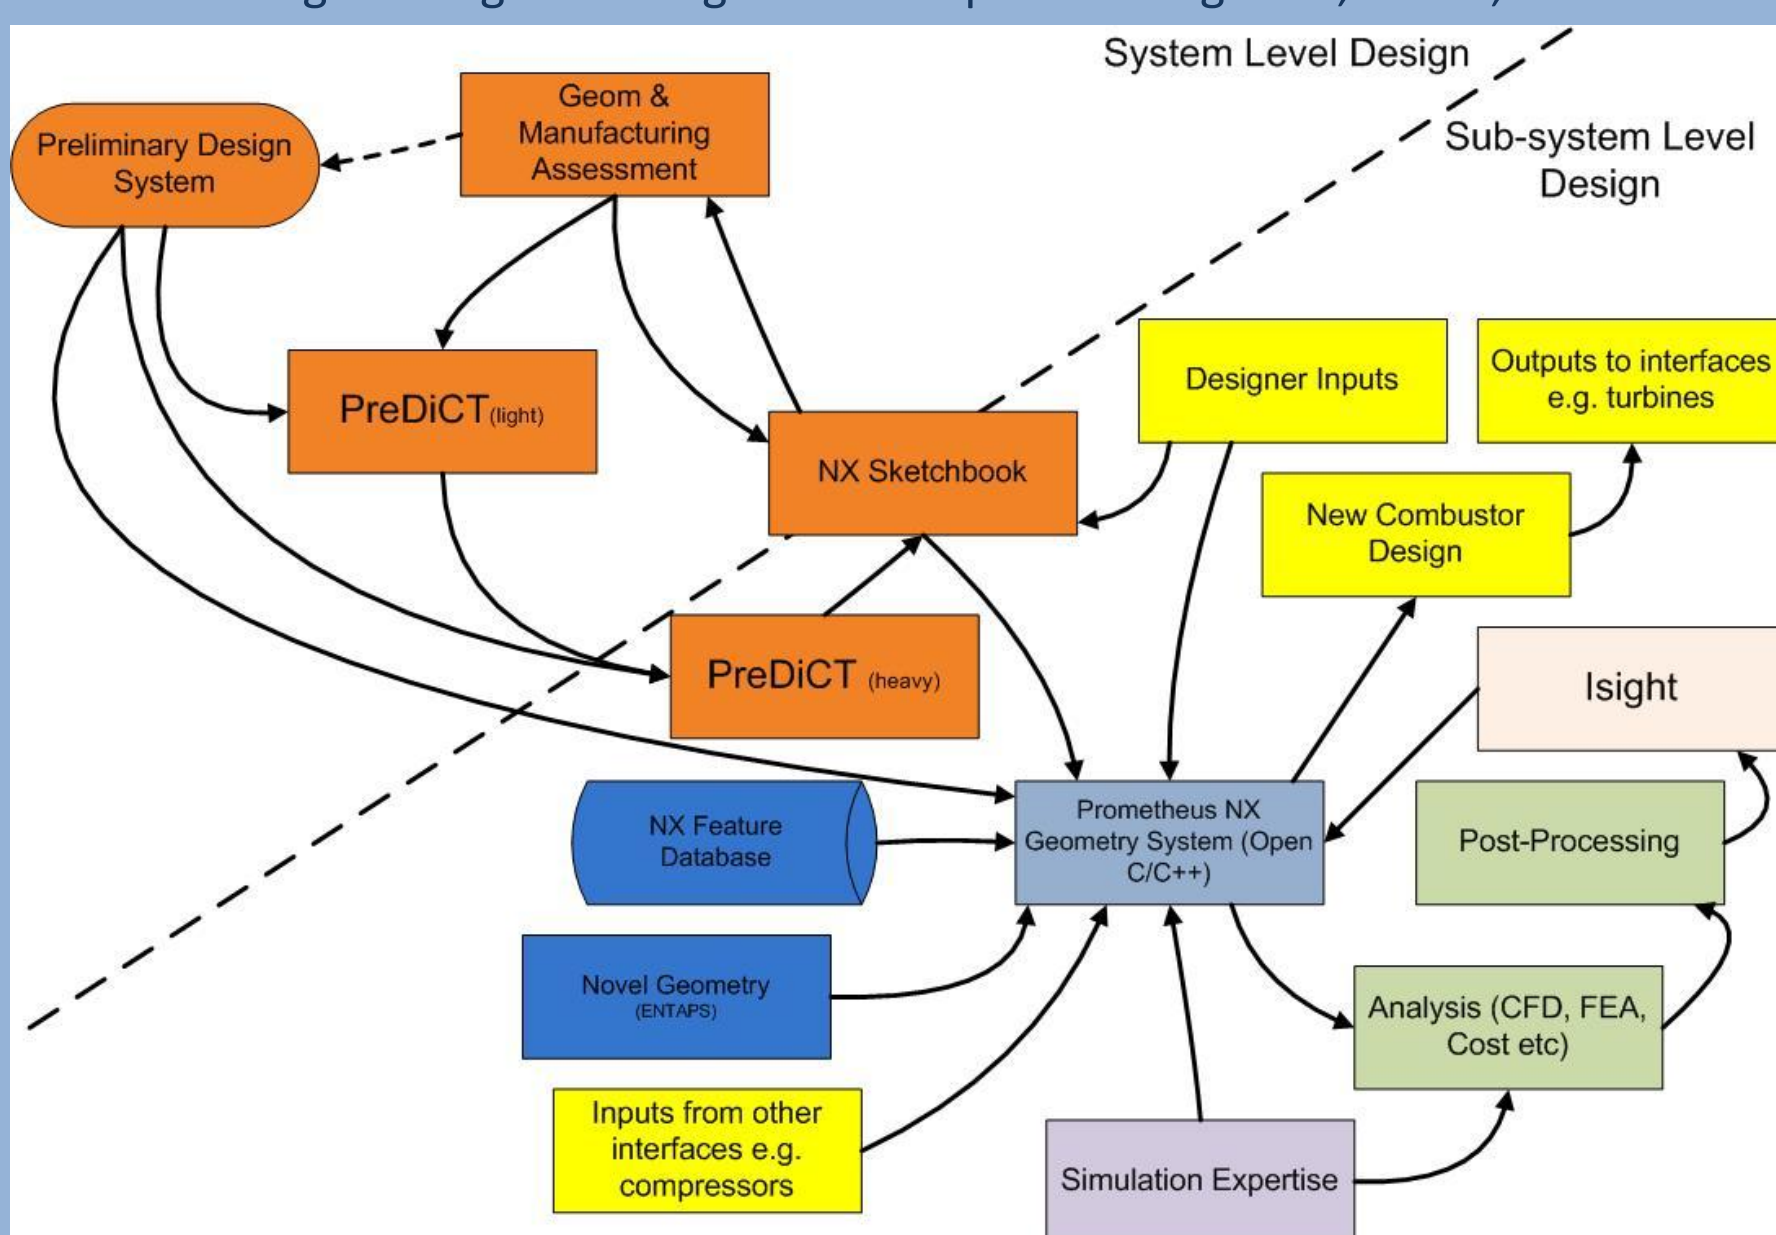 System Level Design
Sub-system Level
Design
Preliminary Design
System
Geom &
Manufacturing
Assessment
PreDiCT(light)
NX Sketchbook
Designer Inputs
Outputs to interfaces
e.g. turbines
New Combustor
Design
PreDiCT (heavy)
Isight
NX Feature
Database
Prometheus NX
Geometry System (Open
C/C++)
Post-Processing
Novel Geometry
(ENTAPS)
Analysis (CFD, FEA,
Cost etc)
Inputs from other
interfaces e.g.
compressors
Simulation Expertise